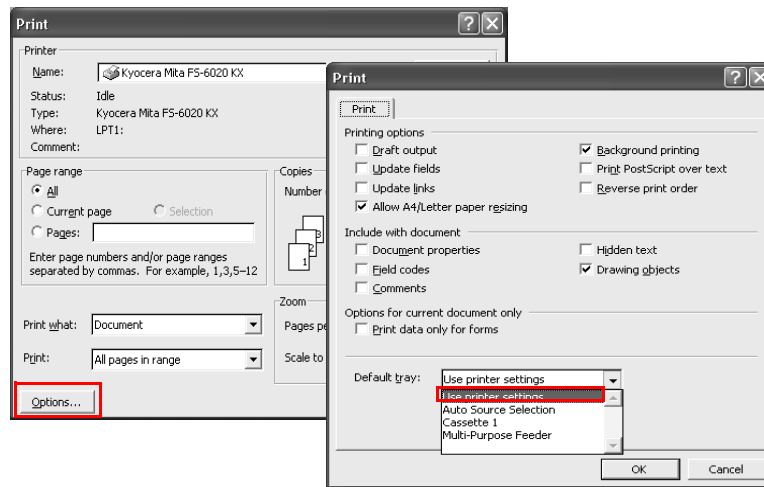 Print
Printer
Name: Kyocera Mita FS-6020 KX
Status: Idle
Type: Kyocera Mita FS-6020 KX
Where: LPT1:
Comment:
Page range
All
Current page Selection
Pages:
Enter page numbers and/or page ranges
separated by commas. For example, 1,3,5–12
Copies
Number
3
2
1
Zoom
Pages pe
Scale to
Print what: Document
Print: All pages in range
Options...
Print
Print
Printing options
Draft output
Update fields
Update links
Allow A4/Letter paper resizing
Background printing
Print PostScript over text
Reverse print order
Include with document
Document properties
Field codes
Comments
Hidden text
Drawing objects
Options for current document only
Print data only for forms
Default tray: Use printer settings
Use printer settings
Auto Source Selection
Cassette 1
Multi-Purpose Feeder
OK Cancel